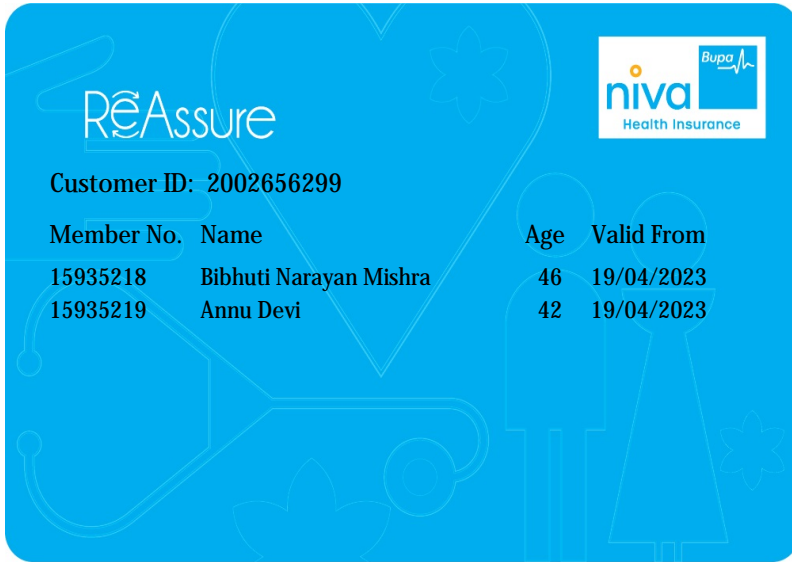 ReAssure
Bupa
niva
Health Insurance
Customer ID: 2002656299
Member No. Name Age Valid From
15935218 Bibhuti Narayan Mishra 46 19/04/2023
15935219 Annu Devi 42 19/04/2023